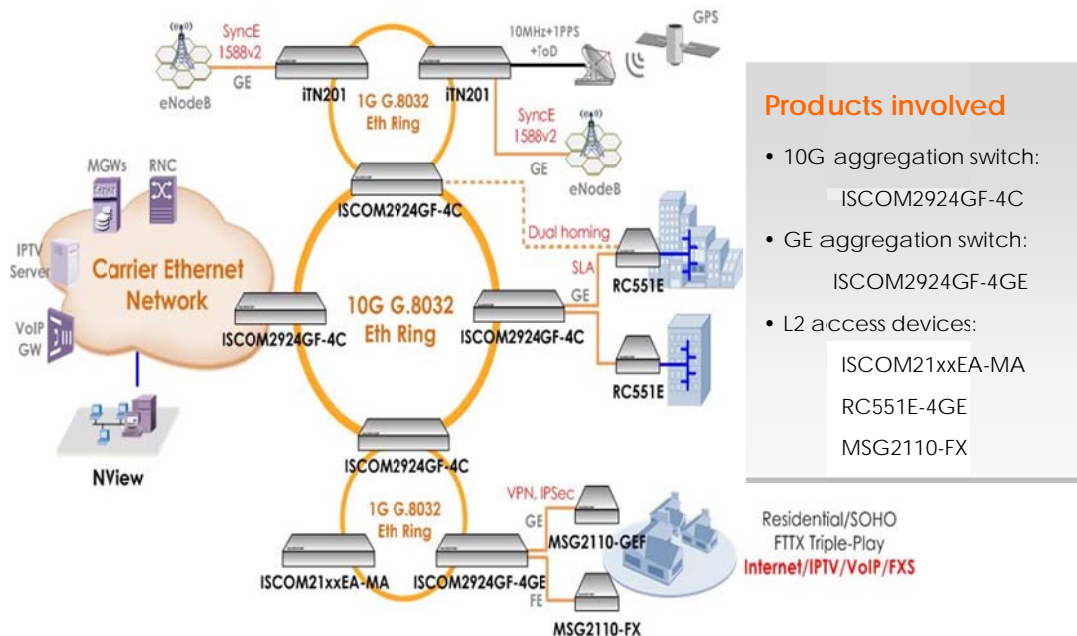 GPS
10MHz+1PPS
+ToD
SyncE
1588v2
GE
eNodeB
iTN201
iTN201
1G G.8032
Eth Ring
SyncE
1588v2
GE
eNodeB
MGWs
RNC
IPTV
Server
VoIP
GW
Carrier Ethernet
Network
NView
ISCOM2924GF-4C
Dual homing
SLA
GE
RC551E
RC551E
10G G.8032
Eth Ring
ISCOM2924GF-4C
ISCOM2924GF-4C
ISCOM2924GF-4C
1G G.8032
Eth Ring
VPN, IPSec
GE
MSG2110-GEF
ISCOM21xxEA-MA
ISCOM2924GF-4GE
FE
MSG2110-FX
Residential/SOHO
FTTX Triple-Play
Internet/IPTV/VoIP/FXS
Products involved
• 10G aggregation switch:
ISCOM2924GF-4C
• GE aggregation switch:
ISCOM2924GF-4GE
• L2 access devices:
ISCOM21xxEA-MA
RC551E-4GE
MSG2110-FX